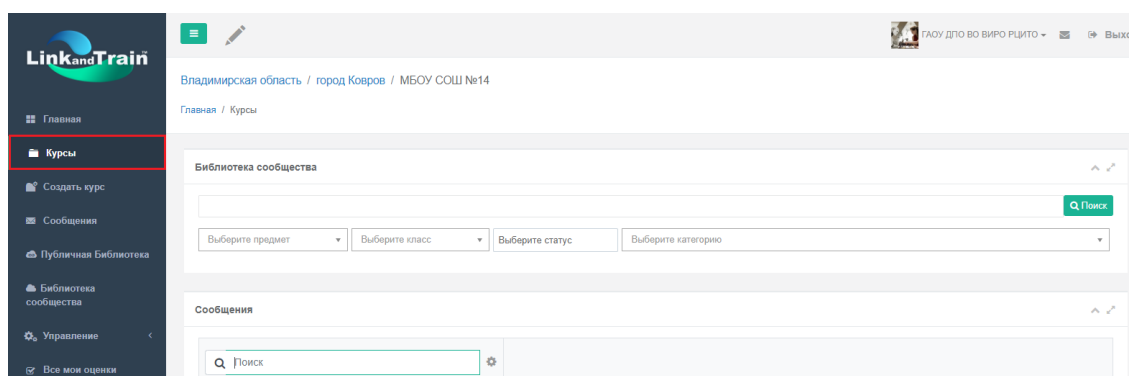 LinkandTrain
ГАОУ ДПО ВО ВИРО РЦИТО
Владимирская область / город Ковров / МБОУ СОШ №14
Главная / Курсы
Главная
Курсы
Создать курс
Сообщения
Публичная Библиотека
Библиотека
сообщества
Управление
Все мои оценки
Библиотека сообщества
Поиск
Выберите предмет
Выберите класс
Выберите статус
Выберите категорию
Сообщения
Поиск